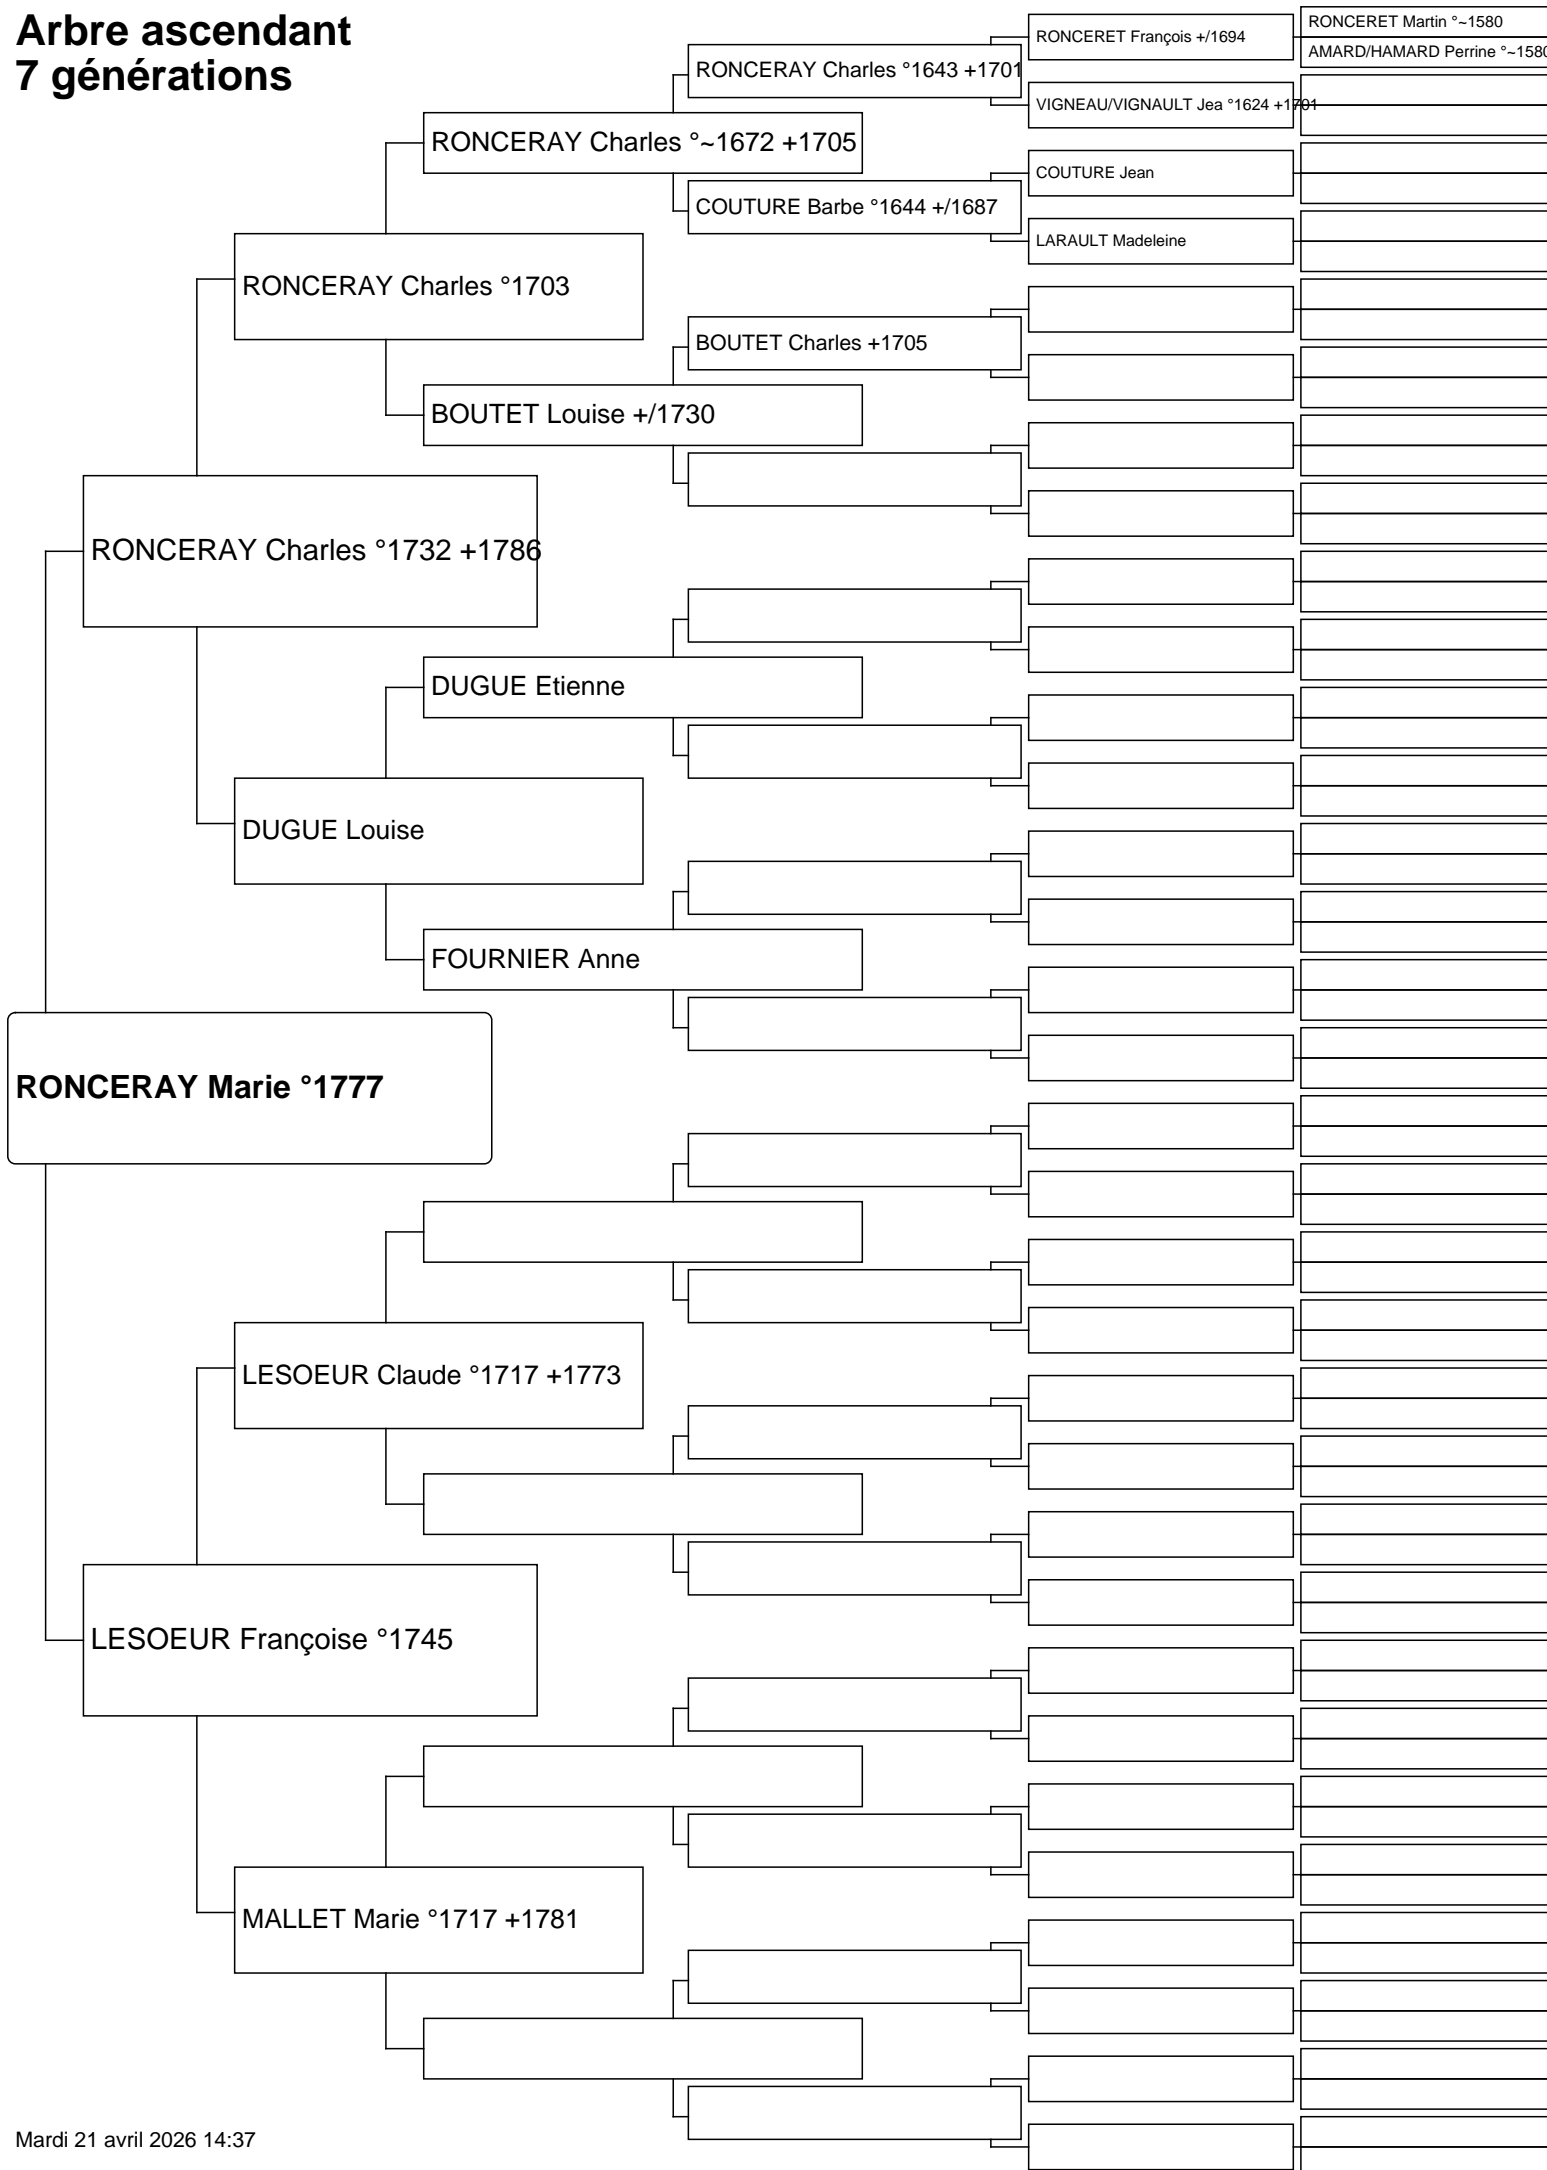 Arbre ascendant
7 générations
RONCERET Martin °~1580
RONCERET François +/1694
AMARD/HAMARD Perrine °~1580
RONCERAY Charles °1643 +1701
VIGNEAU/VIGNAULT Jea °1624 +1701
RONCERAY Charles °~1672 +1705
COUTURE Jean
COUTURE Barbe °1644 +/1687
LARAULT Madeleine
RONCERAY Charles °1703
BOUTET Charles +1705
BOUTET Louise +/1730
RONCERAY Charles °1732 +1786
DUGUE Etienne
DUGUE Louise
FOURNIER Anne
RONCERAY Marie °1777
LESOEUR Claude °1717 +1773
LESOEUR Françoise °1745
MALLET Marie °1717 +1781
Mardi 21 avril 2026 14:37